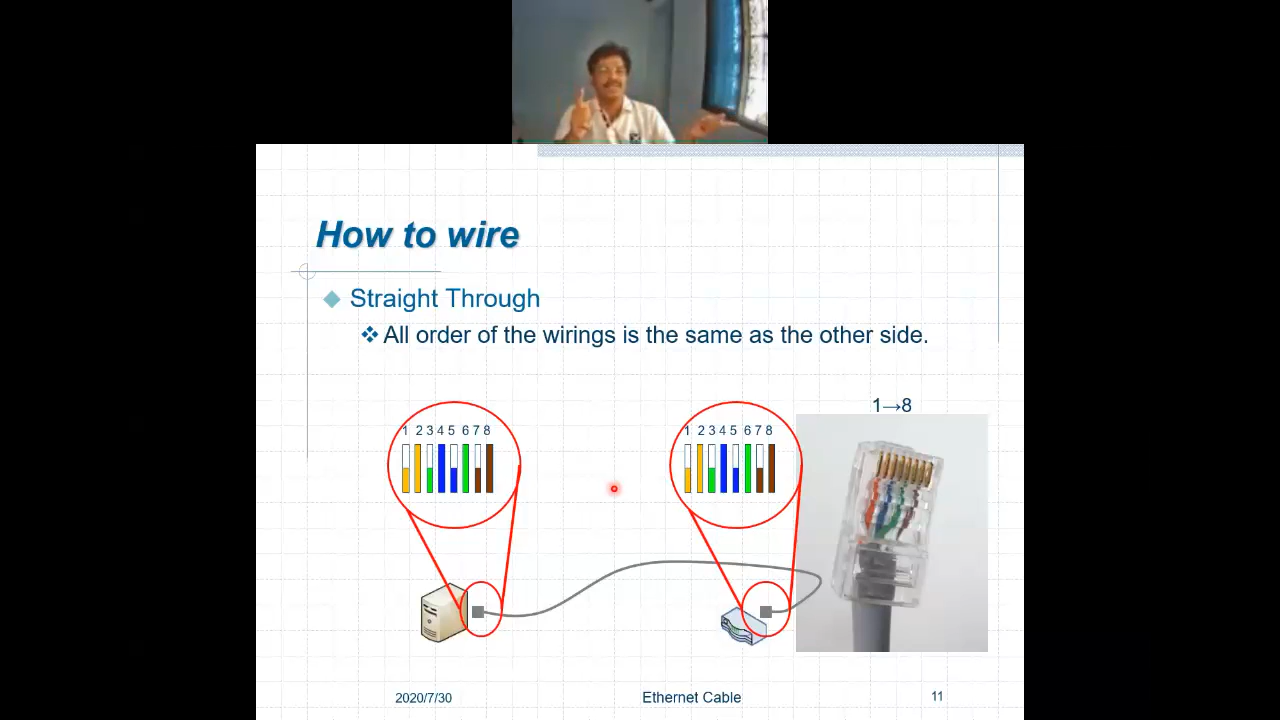 How to wire
Straight Through
All order of the wirings is the same as the other side.
1→8
1 2 3 4 5 6 7 8
1 2 3 4 5 6 7 8
2020/7/30
Ethernet Cable
11